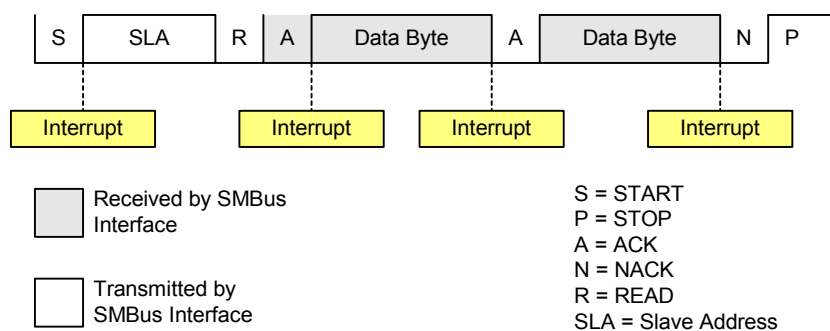 S SLA R A Data Byte A Data Byte N P
Interrupt Interrupt Interrupt Interrupt
Received by SMBus
Interface
Transmitted by
SMBus Interface
S = START
P = STOP
A = ACK
N = NACK
R = READ
SLA = Slave Address